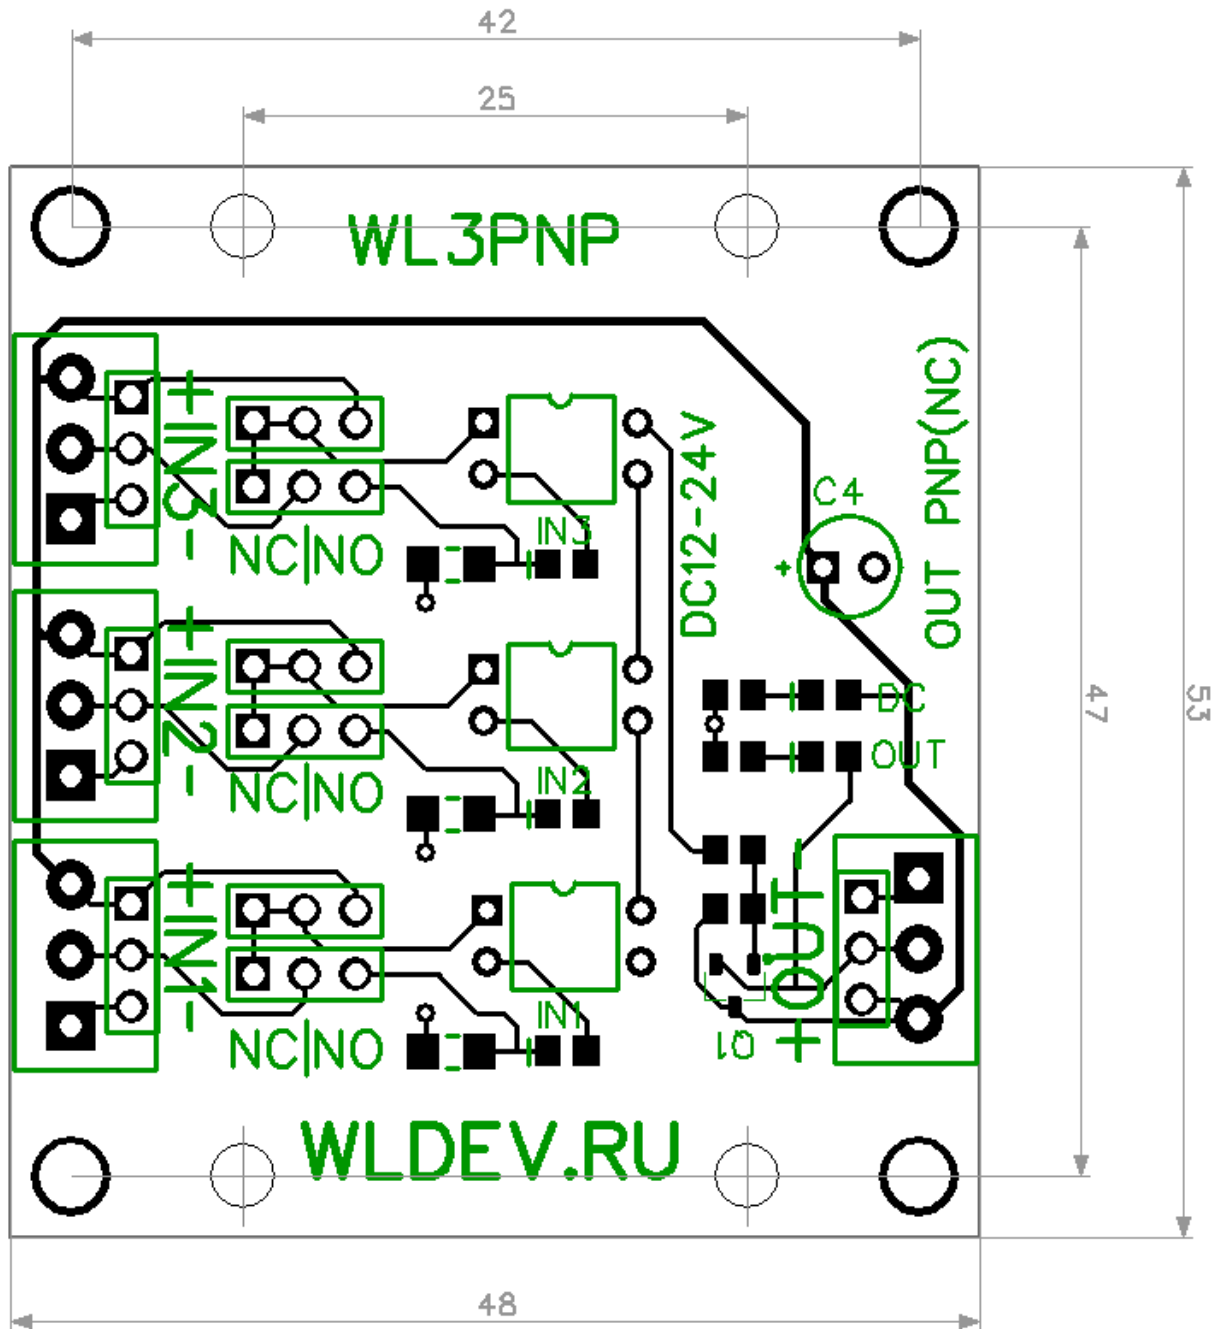 42
25
WL3PNP
+IN3-
NC|NO
IN3
DC12-24V
C4
+
OUT PNP(NC)
+IN2-
NC|NO
IN2
DC
OUT
47
53
+IN1-
NC|NO
IN1
+OUT-
Q1
WLDEV.RU
48